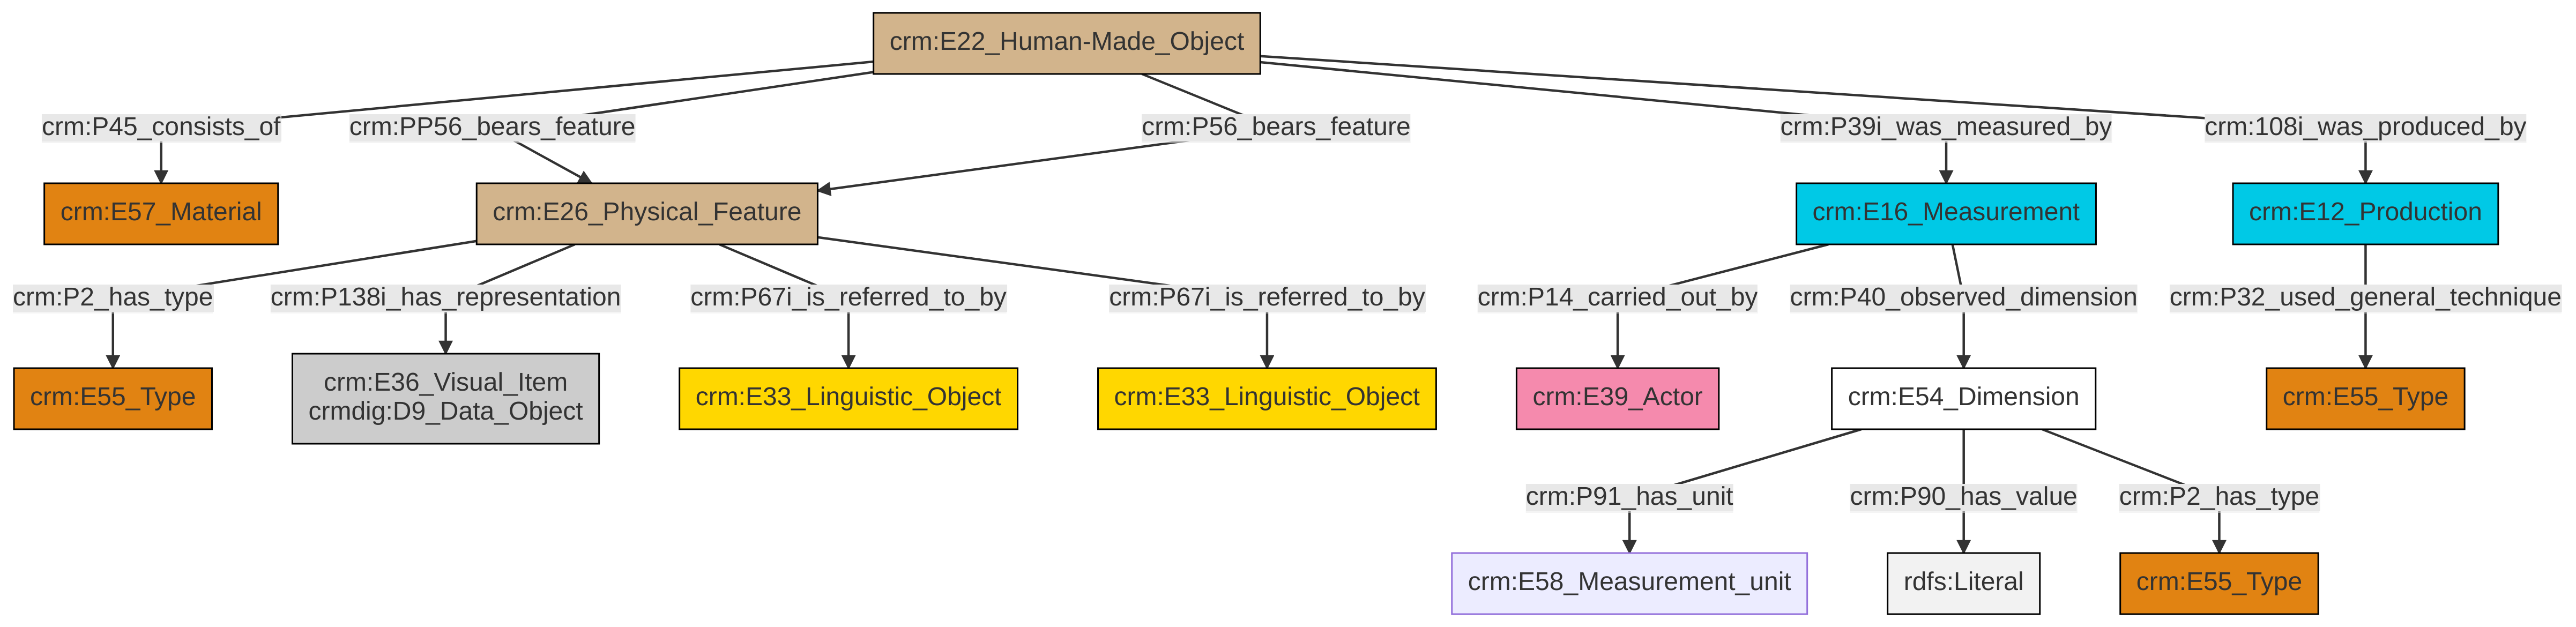 crm:E22_Human-Made_Object
crm:P45_consists_of
crm:PP56_bears_feature
crm:P56_bears_feature
crm:P39i_was_measured_by
crm:108i_was_produced_by
crm:E57_Material
crm:E26_Physical_Feature
crm:E16_Measurement
crm:E12_Production
crm:P2_has_type
crm:P138i_has_representation
crm:P67i_is_referred_to_by
crm:P67i_is_referred_to_by
crm:P14_carried_out_by
crm:P40_observed_dimension
crm:P32_used_general_technique
crm:E55_Type
crm:E36_Visual_Item
crmdig:D9_Data_Object
crm:E33_Linguistic_Object
crm:E33_Linguistic_Object
crm:E39_Actor
crm:E54_Dimension
crm:E55_Type
crm:P91_has_unit
crm:P90_has_value
crm:P2_has_type
crm:E58_Measurement_unit
rdfs:Literal
crm:E55_Type